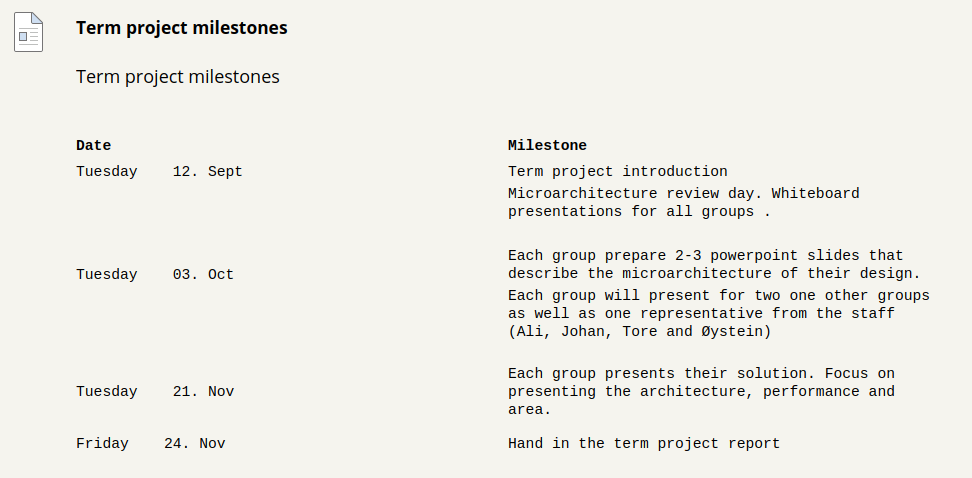 Term project milestones
Term project milestones
Date Milestone
Tuesday 12. Sept Term project introduction
Microarchitecture review day. Whiteboard
presentations for all groups .
Each group prepare 2-3 powerpoint slides that
Tuesday 03. Oct describe the microarchitecture of their design.
Each group will present for two one other groups
as well as one representative from the staff
(Ali, Johan, Tore and Øystein)
Each group presents their solution. Focus on
Tuesday 21. Nov presenting the architecture, performance and
area.
Friday 24. Nov Hand in the term project report